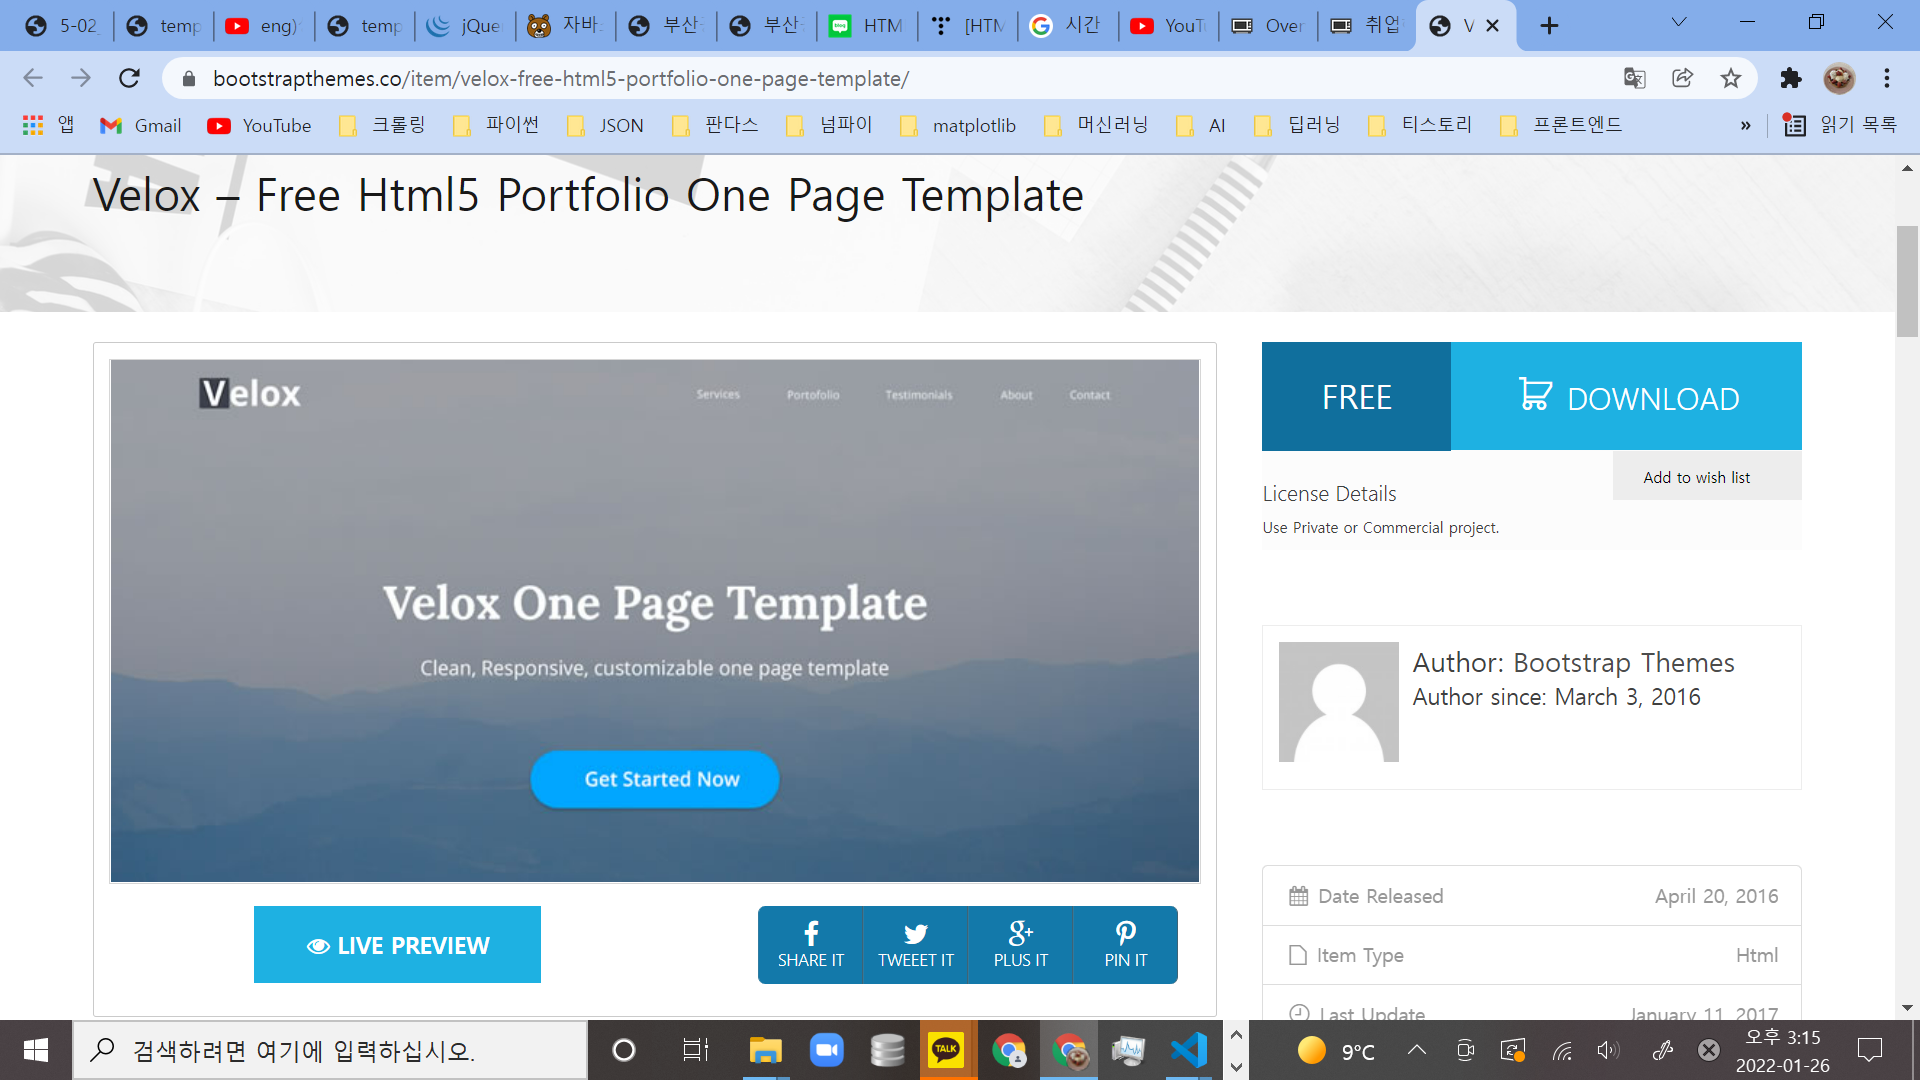 5-02_
temp
eng)
temp
jQue
자바
부산
부산
HTM
[HTM
시간
YouTu
Over
취업
V
bootstrapthemes.co/item/velox-free-html5-portfolio-one-page-template/
앱
Gmail
YouTube
크롤링
파이썬
JSON
판다스
넘파이
matplotlib
머신러닝
AI
딥러닝
티스토리
프론트엔드
»
읽기 목록
Velox – Free Html5 Portfolio One Page Template
Velox
Services Portofolio Testimonials About Contact
Velox One Page Template
Clean, Responsive, customizable one page template
Get Started Now
LIVE PREVIEW
SHARE IT
TWEEET IT
PLUS IT
PIN IT
FREE
DOWNLOAD
Add to wish list
License Details
Use Private or Commercial project.
Author: Bootstrap Themes
Author since: March 3, 2016
Date Released April 20, 2016
Item Type Html
Last Update January 11, 2017
검색하려면 여기에 입력하십시오.
TALK
9°C
오후 3:15
2022-01-26